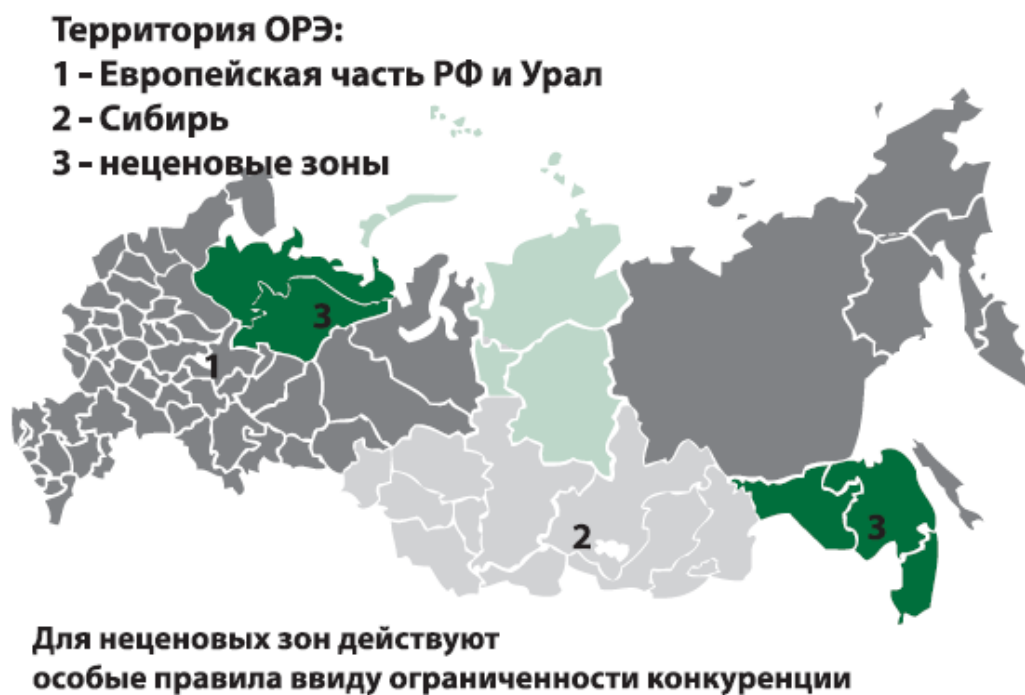 Территория ОРЭ:
1 - Европейская часть РФ и Урал
2 - Сибирь
3 - неценовые зоны
3
1
2
3
Для неценовых зон действуют
особые правила ввиду ограниченности конкуренции